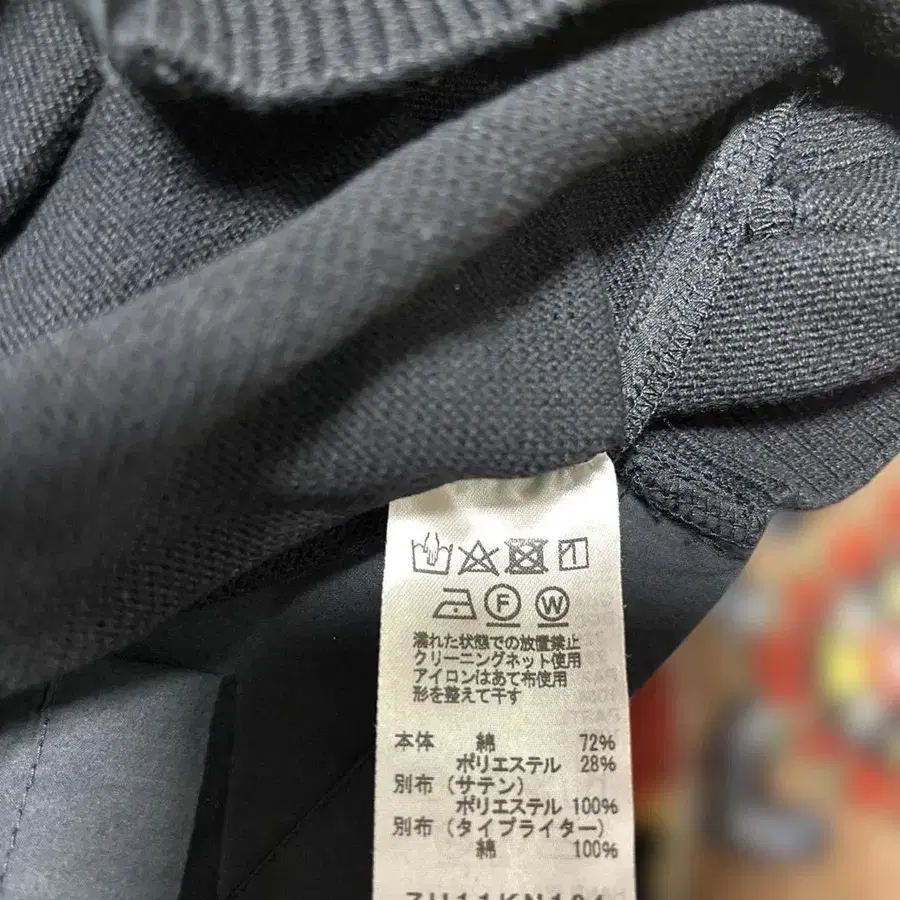 F W
濡れた状態での放置禁止
クリーニングネット使用
アイロンはあて布使用
形を整えて干す
本体 綿 72%
ポリエステル 28%
別布(サテン)
ポリエステル 100%
別布(タイプライター)
綿 100%